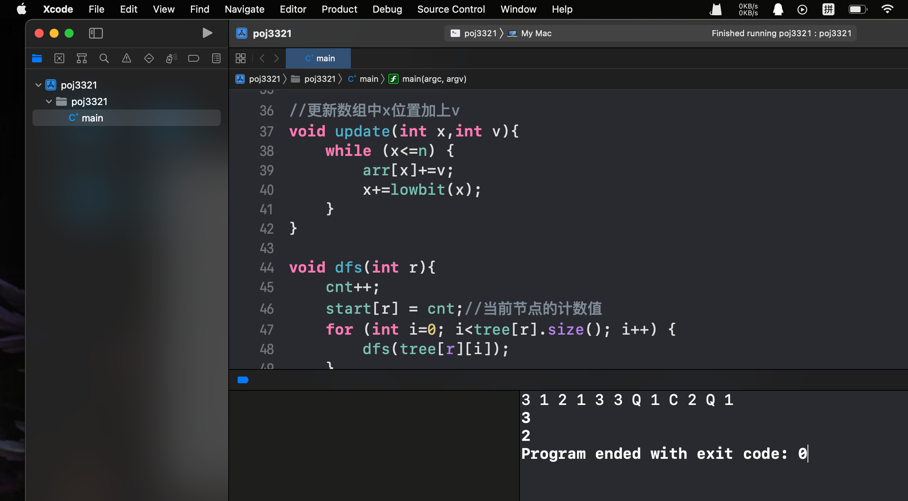 Xcode File Edit View Find Navigate Editor Product Debug Source Control Window Help 0KB/s 0KB/s 拼
poj3321 poj3321 〉 My Mac Finished running poj3321 : poj3321
main
poj3321 〉 poj3321 〉 main 〉 main(argc, argv)
poj3321
poj3321
main
35
36 //更新数组中x位置加上v
37 void update(int x,int v){
38 while (x<=n) {
39 arr[x]+=v;
40 x+=lowbit(x);
41 }
42 }
43
44 void dfs(int r){
45 cnt++;
46 start[r] = cnt;//当前节点的计数值
47 for (int i=0; i<tree[r].size(); i++) {
48 dfs(tree[r][i]);
49 }
3 1 2 1 3 3 Q 1 C 2 Q 1
3
2
Program ended with exit code: 0